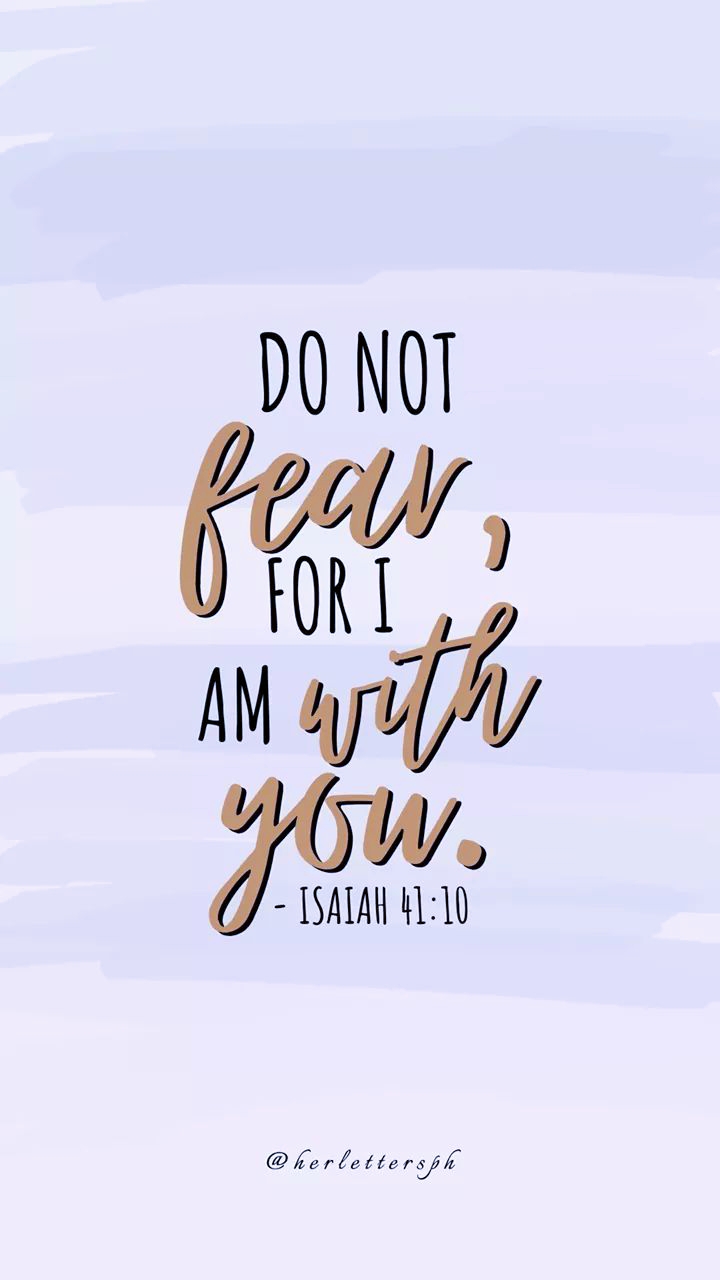 DO NOT
fear,
FOR I
AM with
you.
- ISAIAH 41:10
@herlettersph